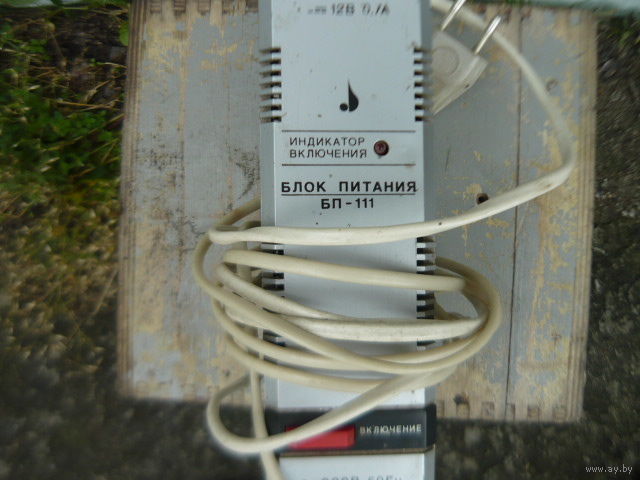 12В 0,7А
ИНДИКАТОР
ВКЛЮЧЕНИЯ
БЛОК ПИТАНИЯ
БП-111
ВКЛЮЧЕНИЕ
www.ay.by